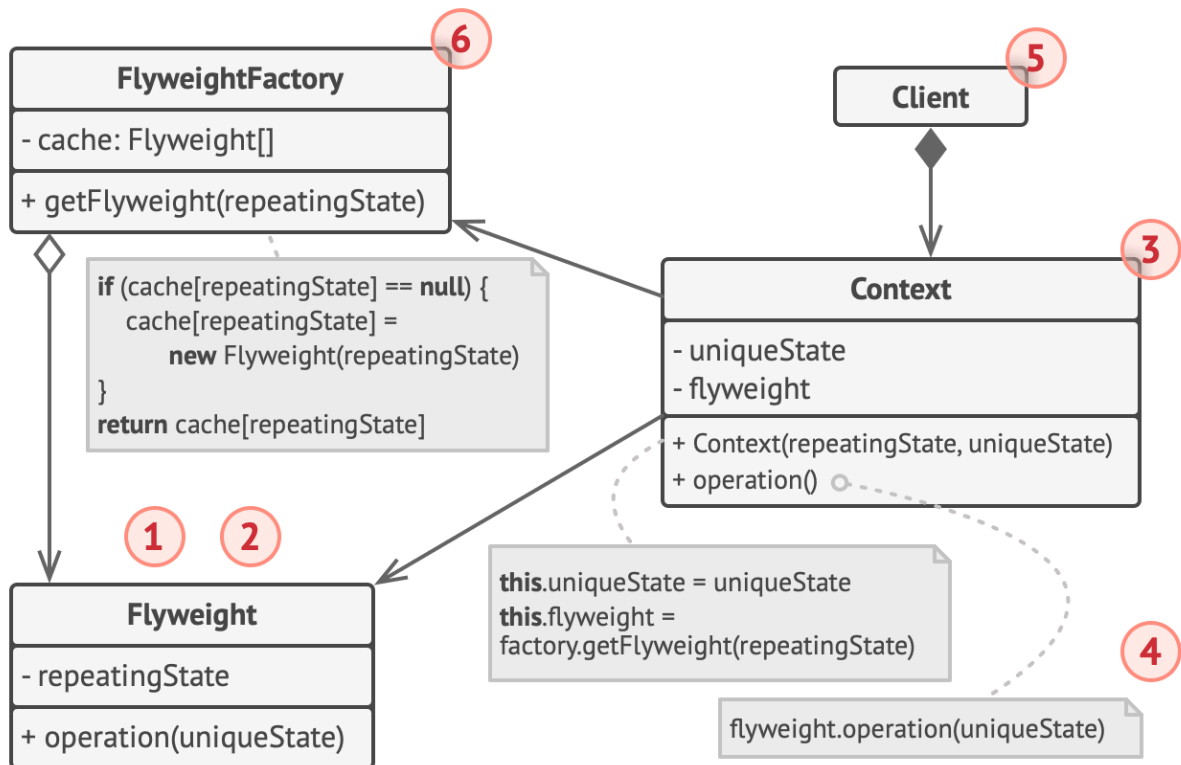 6
FlyweightFactory
- cache: Flyweight[]
+ getFlyweight(repeatingState)
if (cache[repeatingState] == null) {
cache[repeatingState] =
new Flyweight(repeatingState)
}
return cache[repeatingState]
5
Client
3
Context
- uniqueState
- flyweight
+ Context(repeatingState, uniqueState)
+ operation()
1
2
Flyweight
- repeatingState
+ operation(uniqueState)
this.uniqueState = uniqueState
this.flyweight =
factory.getFlyweight(repeatingState)
4
flyweight.operation(uniqueState)